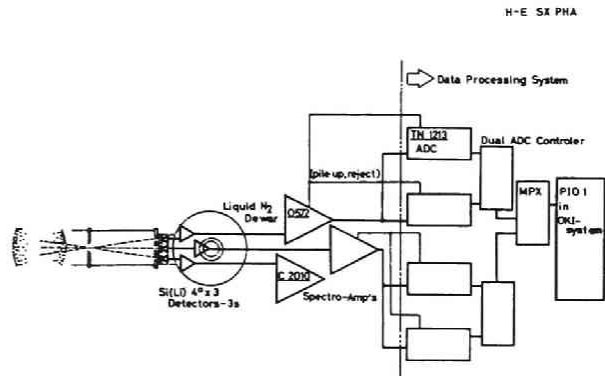 H-E SX PHA
Data Processing System
TN 1213
ADC
Dual ADC Controler
(pile up, reject)
Liquid N2
Dewar
0572
MPX
PIO 1
in
OKI-
system
C 2010
Si(Li) 4φ x 3
Detectors-3s
Spectro-Amp's